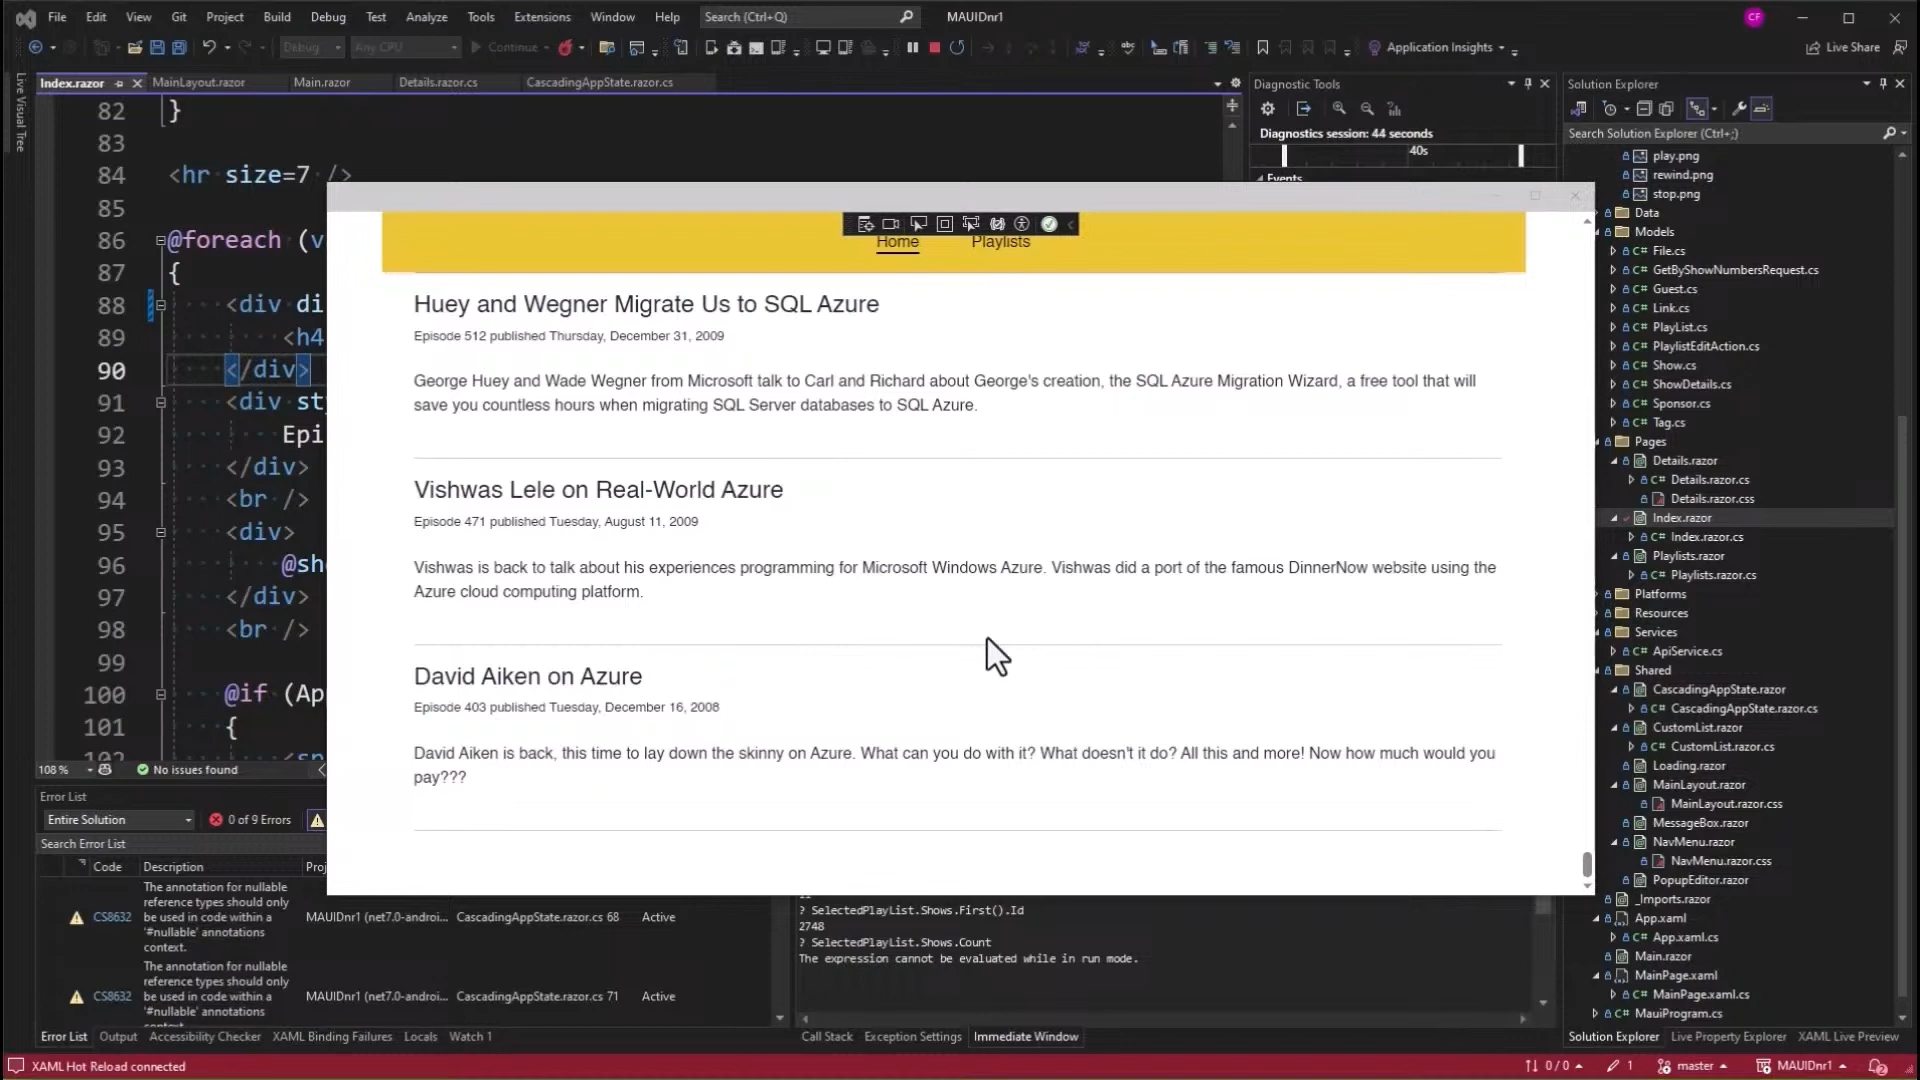 File Edit View Git Project Build Debug Test Analyze Tools Extensions Window Help Search (Ctrl+Q) MAUIDnr1 CF
Debug Any CPU Continue Application Insights Live Share
Live Visual Tree
Index.razor MainLayout.razor Main.razor Details.razor.cs CascadingAppState.razor.cs
82 }
83
84 <hr size=7 />
85
86 @foreach (v
87 {
88 <div di
89 <h4
90 </div>
91 <div st
92 Epi
93 </div>
94 <br />
95 <div>
96 @sh
97 </div>
98 <br />
99
100 @if (Ap
101 {
102 <sp
108 % No issues found
Home Playlists
Huey and Wegner Migrate Us to SQL Azure
Episode 512 published Thursday, December 31, 2009
George Huey and Wade Wegner from Microsoft talk to Carl and Richard about George's creation, the SQL Azure Migration Wizard, a free tool that will
save you countless hours when migrating SQL Server databases to SQL Azure.
Vishwas Lele on Real-World Azure
Episode 471 published Tuesday, August 11, 2009
Vishwas is back to talk about his experiences programming for Microsoft Windows Azure. Vishwas did a port of the famous DinnerNow website using the
Azure cloud computing platform.
David Aiken on Azure
Episode 403 published Tuesday, December 16, 2008
David Aiken is back, this time to lay down the skinny on Azure. What can you do with it? What doesn't it do? All this and more! Now how much would you
pay???
Diagnostic Tools
Diagnostics session: 44 seconds
40s
Events
Solution Explorer
Search Solution Explorer (Ctrl+;)
play.png
rewind.png
stop.png
Data
Models
C# File.cs
C# GetByShowNumbersRequest.cs
C# Guest.cs
C# Link.cs
C# PlayList.cs
C# PlaylistEditAction.cs
C# Show.cs
C# ShowDetails.cs
C# Sponsor.cs
C# Tag.cs
Pages
Details.razor
C# Details.razor.cs
Details.razor.css
Index.razor
C# Index.razor.cs
Playlists.razor
C# Playlists.razor.cs
Platforms
Resources
Services
C# ApiService.cs
Shared
CascadingAppState.razor
C# CascadingAppState.razor.cs
CustomList.razor
C# CustomList.razor.cs
Loading.razor
MainLayout.razor
MainLayout.razor.css
MessageBox.razor
NavMenu.razor
NavMenu.razor.css
PopupEditor.razor
_Imports.razor
App.xaml
C# App.xaml.cs
Main.razor
MainPage.xaml
C# MainPage.xaml.cs
C# MauiProgram.cs
Solution Explorer Live Property Explorer XAML Live Preview
Error List
Entire Solution 0 of 9 Errors
Search Error List
Code Description Proj
The annotation for nullable
reference types should only
CS8632 be used in code within a MAUIDnr1 (net7.0-androi... CascadingAppState.razor.cs 68 Active
'#nullable' annotations
context.
The annotation for nullable
reference types should only
CS8632 be used in code within a MAUIDnr1 (net7.0-androi... CascadingAppState.razor.cs 71 Active
'#nullable' annotations
context.
Error List Output Accessibility Checker XAML Binding Failures Locals Watch 1
? SelectedPlayList.Shows.First().Id
2748
? SelectedPlayList.Shows.Count
The expression cannot be evaluated while in run mode.
Call Stack Exception Settings Immediate Window
XAML Hot Reload connected 0 / 0 1 master MAUIDnr1 2